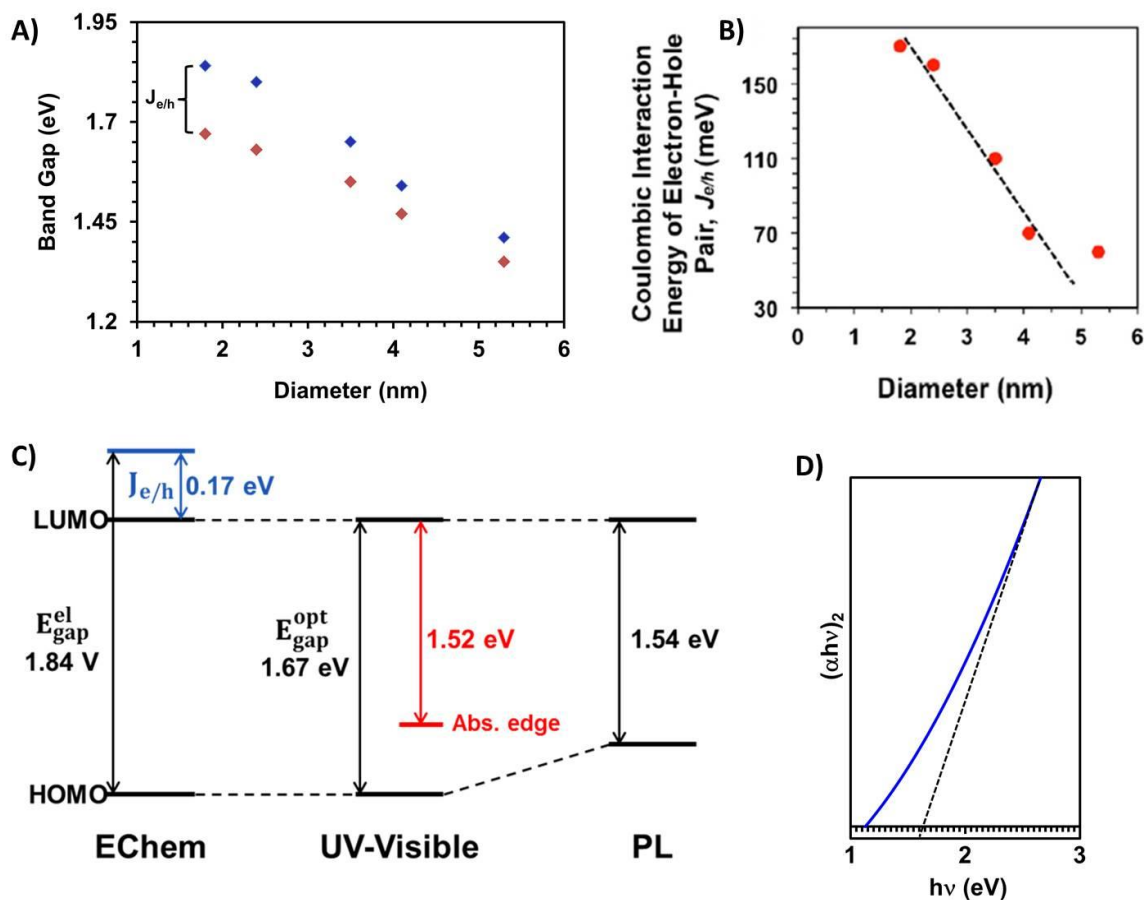 A)
1.95
1.7
1.45
1.2
J e/h
Band Gap (eV)
0 1 2 3 4 5 6
Diameter (nm)
B)
150
110
70
30
Coulombic Interaction
Energy of Electron-Hole
Pair, J e/h (meV)
0 1 2 3 4 5 6
Diameter (nm)
C)
J e/h 0.17 eV
LUMO
E el gap
1.84 V
E opt gap
1.67 eV
1.52 eV
1.54 eV
Abs. edge
HOMO
EChem UV-Visible PL
D)
(αhν)2
1 2 3
hν (eV)